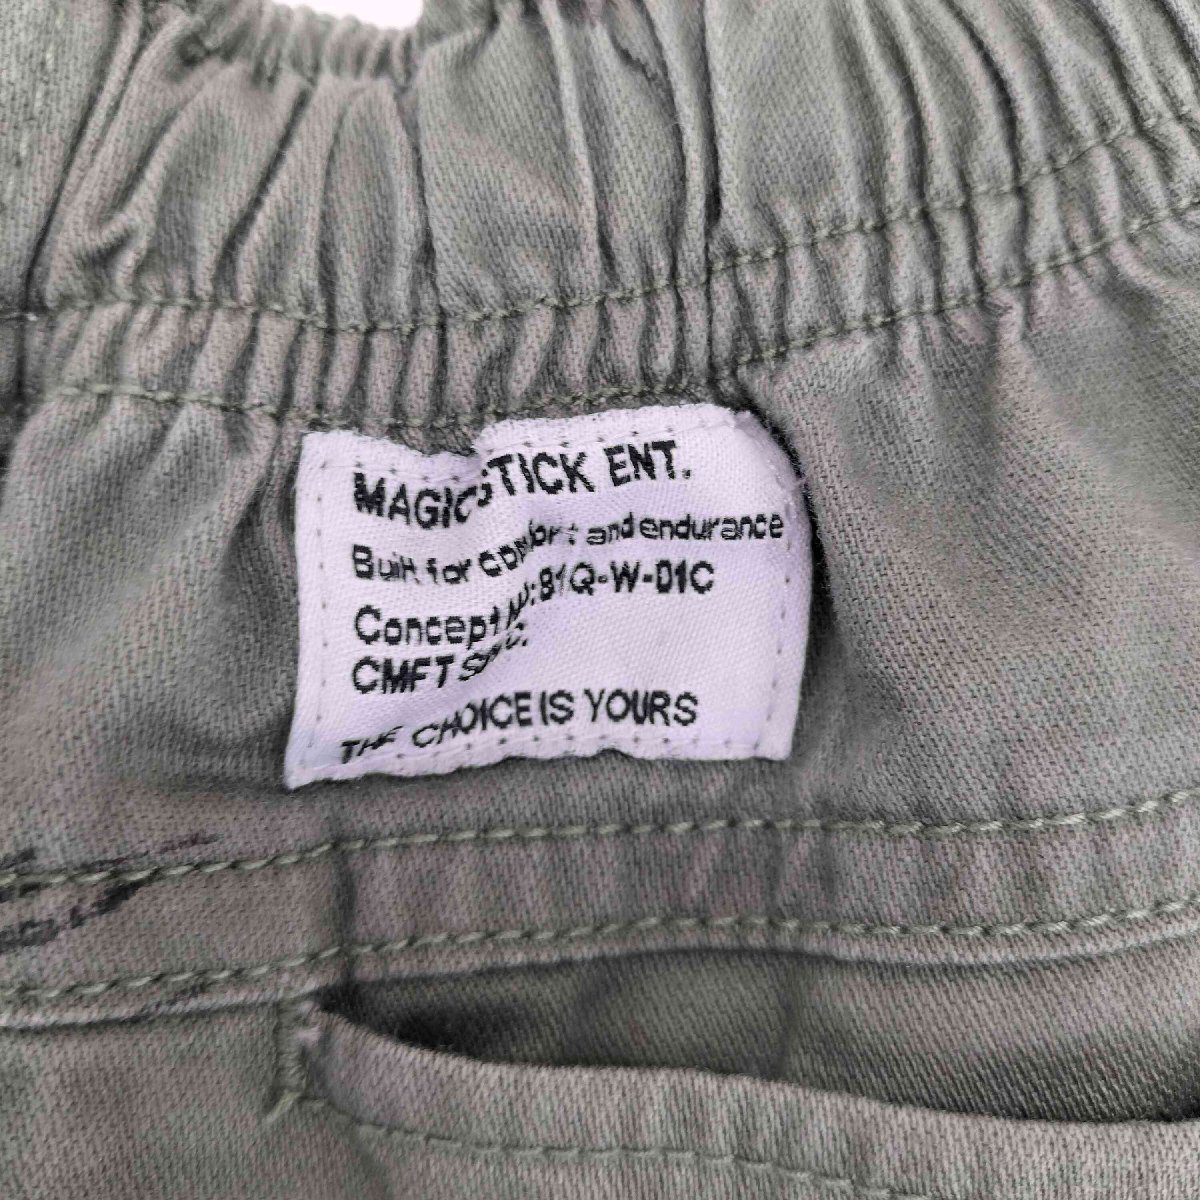 MAGIC STICK ENT.
Built for comfort and endurance
Concept No:81Q-W-01C
CMFT Spec.
THE CHOICE IS YOURS